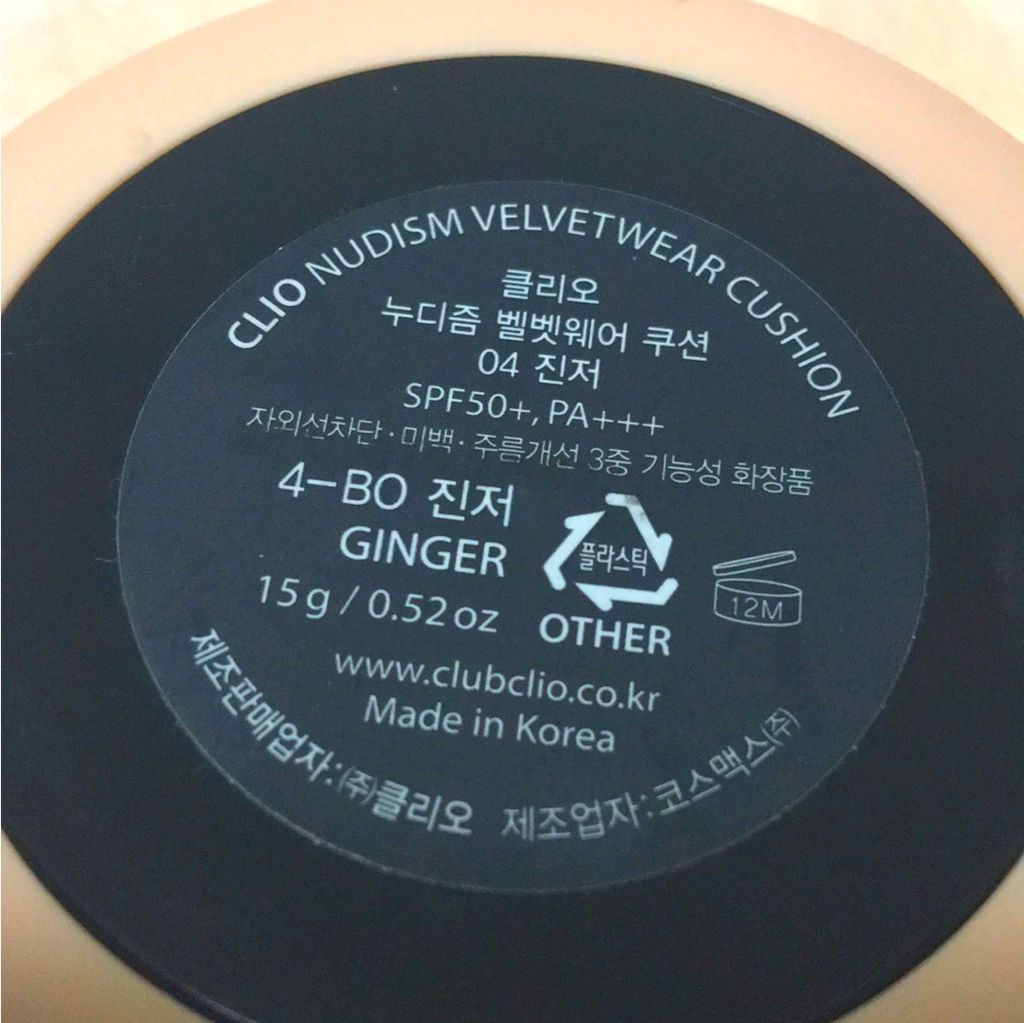 CLIO NUDISM VELVETWEAR CUSHION
클리오
누디즘 벨벳웨어 쿠션
04 진저
SPF50+, PA+++
자외선차단·미백·주름개선 3중 기능성 화장품
4-BO 진저
GINGER
15g / 0.52oz
플라스틱
OTHER
12M
www.clubclio.co.kr
Made in Korea
제조판매업자:㈜클리오 제조업자:코스맥스㈜